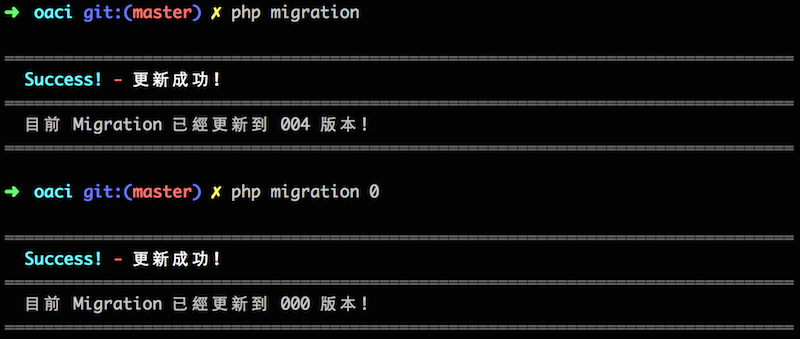 ➜ oaci git:(master) ✗ php migration
Success! - 更新成功!
目前 Migration 已經更新到 004 版本!
➜ oaci git:(master) ✗ php migration 0
Success! - 更新成功!
目前 Migration 已經更新到 000 版本!